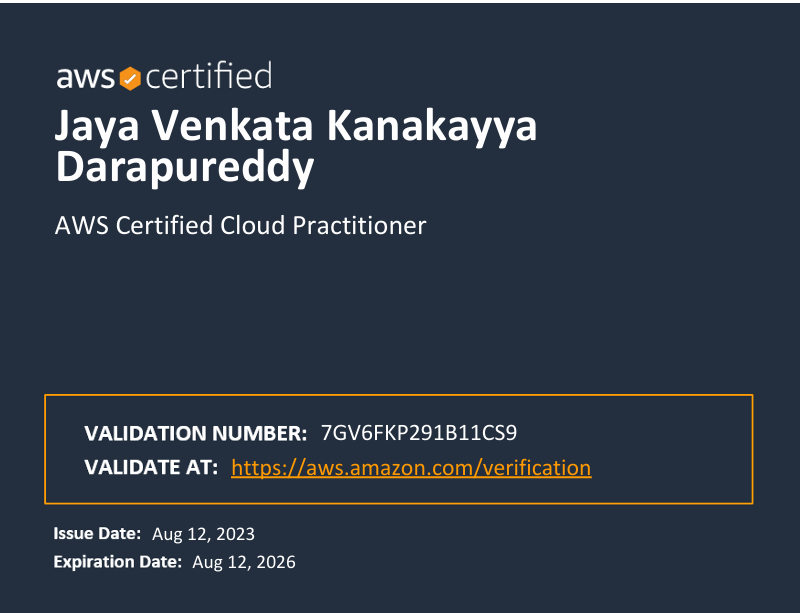 aws certified
Jaya Venkata Kanakayya
Darapureddy
AWS Certified Cloud Practitioner
VALIDATION NUMBER: 7GV6FKP291B11CS9
VALIDATE AT: https://aws.amazon.com/verification
Issue Date: Aug 12, 2023
Expiration Date: Aug 12, 2026